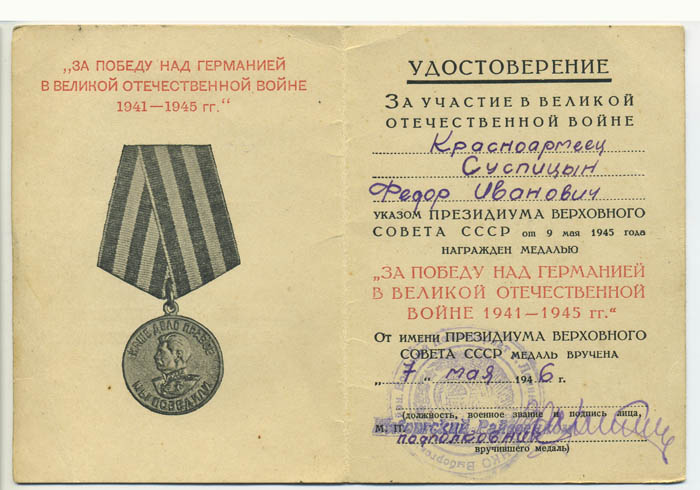 „ЗА ПОБЕДУ НАД ГЕРМАНИЕЙ
В ВЕЛИКОЙ ОТЕЧЕСТВЕННОЙ ВОЙНЕ
1941—1945 гг.“
НАШЕ ДЕЛО ПРАВОЕ
МЫ ПОБЕДИЛИ
УДОСТОВЕРЕНИЕ
ЗА УЧАСТИЕ В ВЕЛИКОЙ
ОТЕЧЕСТВЕННОЙ ВОЙНЕ
Красноармеец
Суспицын
Федор Иванович
УКАЗОМ ПРЕЗИДИУМА ВЕРХОВНОГО
СОВЕТА СССР от 9 мая 1945 года
НАГРАЖДЕН МЕДАЛЬЮ
„ЗА ПОБЕДУ НАД ГЕРМАНИЕЙ
В ВЕЛИКОЙ ОТЕЧЕСТВЕННОЙ
ВОЙНЕ 1941—1945 гг.“
ОТ ИМЕНИ ПРЕЗИДИУМА ВЕРХОВНОГО
СОВЕТА СССР МЕДАЛЬ ВРУЧЕНА
„7“ мая 1946 г.
(должность, военное звание и подпись лица,
М. П.
подполковник
вручившего медаль)